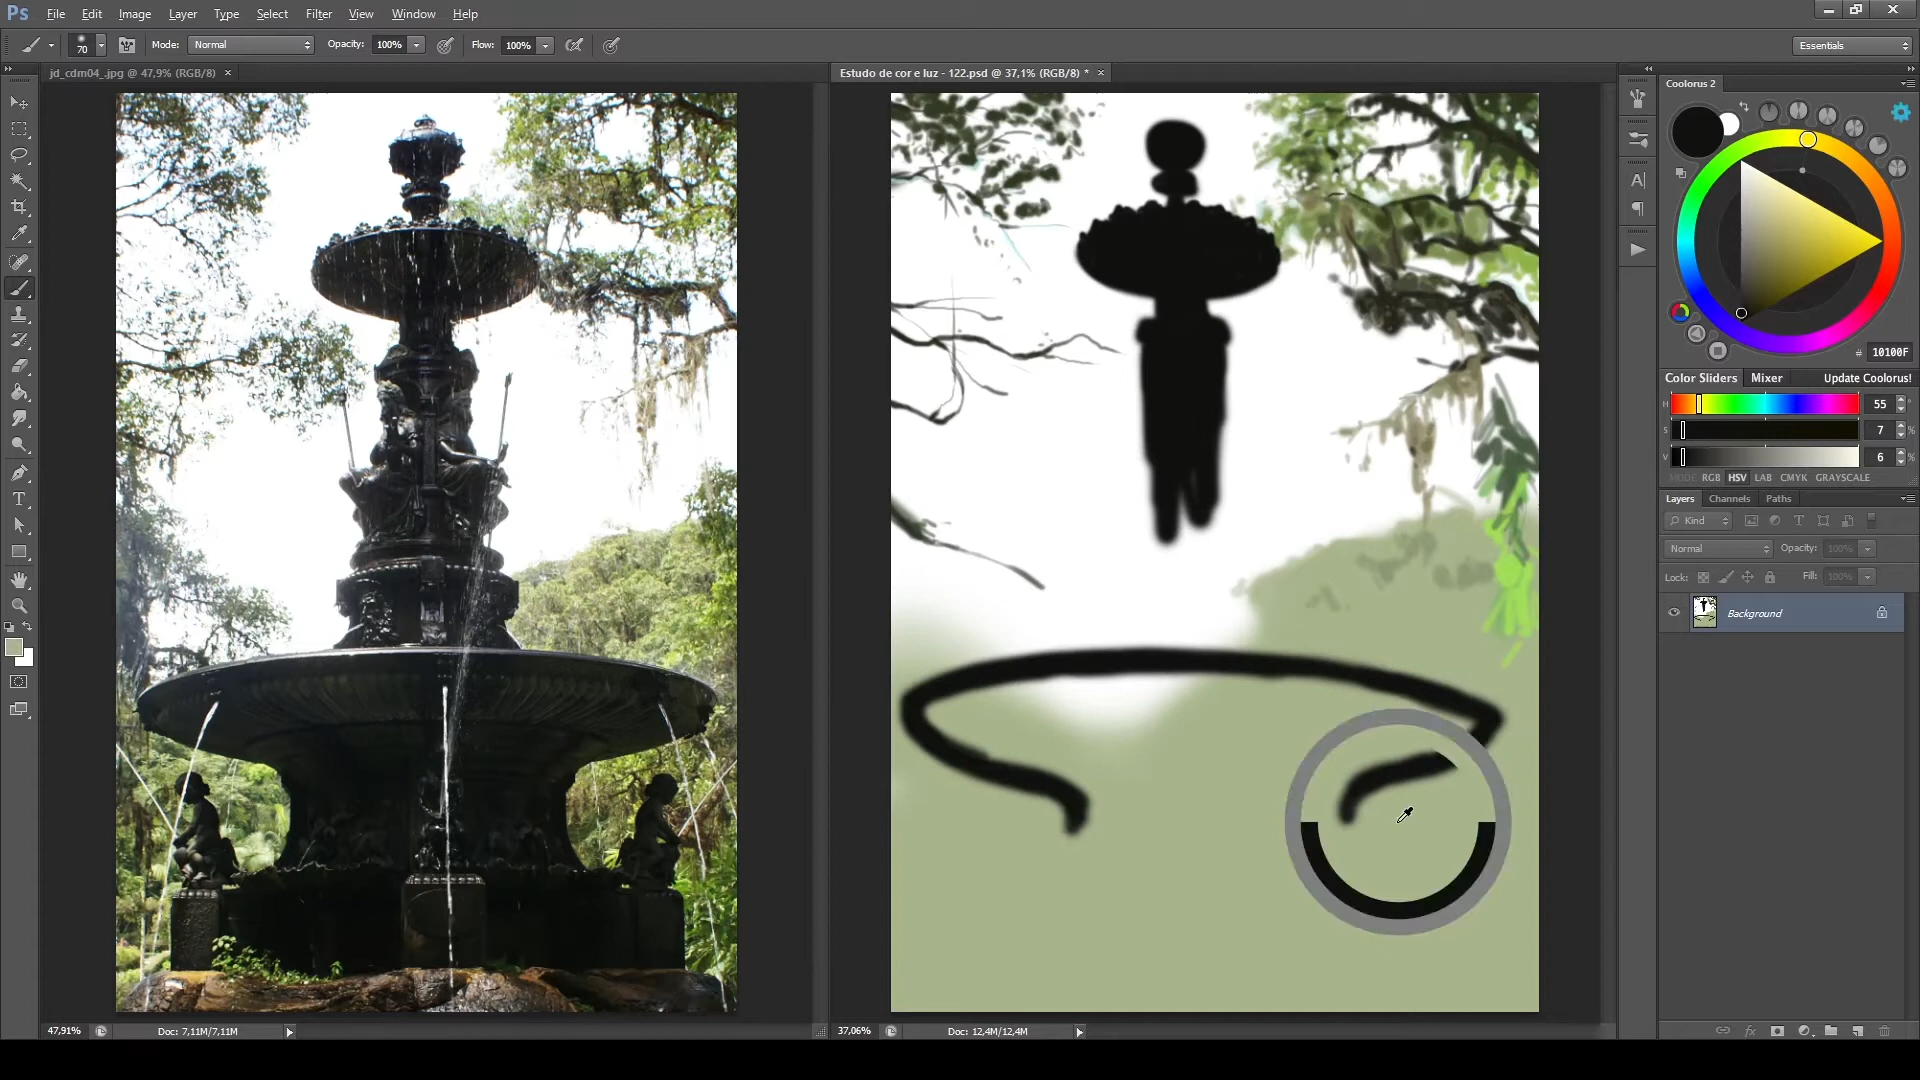 Ps File Edit Image Layer Type Select Filter View Window Help
70 Mode: Normal Opacity: 100% Flow: 100% Essentials
jd_cdm04_.jpg @ 47,9% (RGB/8) ×
Estudo de cor e luz - 122.psd @ 37,1% (RGB/8) * ×
Coolorus 2
# 10100F
Color Sliders Mixer Update Coolorus!
H 55 °
S 7 %
V 6 %
MODE RGB HSV LAB CMYK GRAYSCALE
Layers Channels Paths
Kind
Normal Opacity: 100%
Lock: Fill: 100%
Background
47,91% Doc: 7,11M/7,11M
37,06% Doc: 12,4M/12,4M